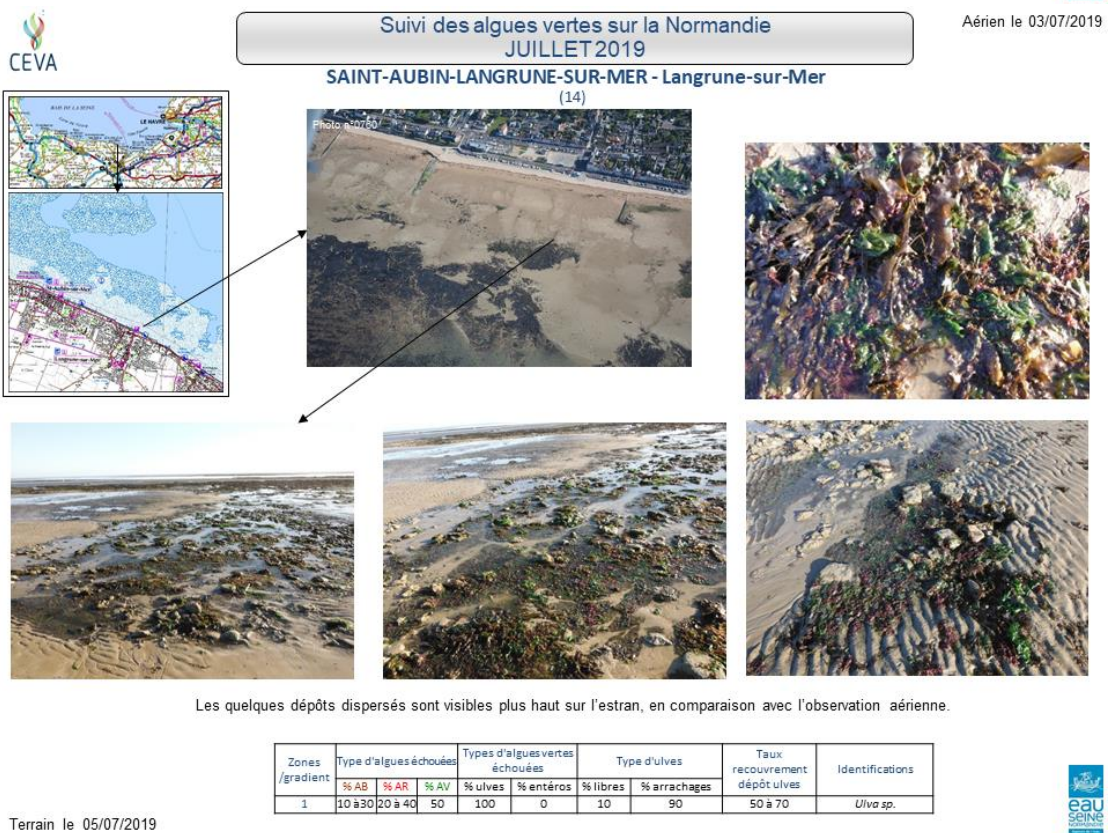 CEVA
Suivi des algues vertes sur la Normandie
JUILLET 2019
Aérien le 03/07/2019
SAINT-AUBIN-LANGRUNE-SUR-MER - Langrune-sur-Mer
(14)
BAIE DE LA SEINE
LE HAVRE
Photo n°0760
Les quelques dépôts dispersés sont visibles plus haut sur l'estran, en comparaison avec l'observation aérienne.
Zones /gradient
Type d'algues échouées
Types d'algues vertes échouées
Type d'ulves
Taux recouvrement dépôt ulves
Identifications
% AB % AR % AV % ulves % entéros % libres % arrachages
1 10 à 30 20 à 40 50 100 0 10 90 50 à 70 Ulva sp.
Terrain le 05/07/2019
eau
SEINE
NORMANDIE